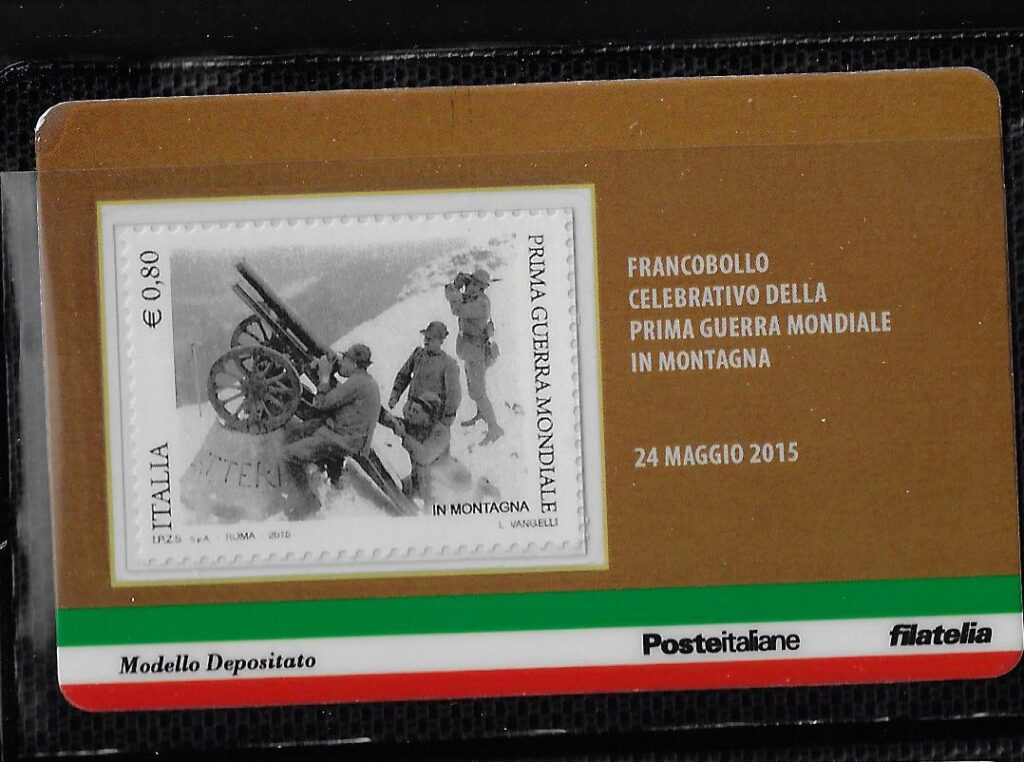 € 0,80
ITALIA
PRIMA GUERRA MONDIALE
IN MONTAGNA
L. VANGELLI
I.P.Z.S. S.p.A. - ROMA - 2015
FRANCOBOLLO
CELEBRATIVO DELLA
PRIMA GUERRA MONDIALE
IN MONTAGNA
24 MAGGIO 2015
Modello Depositato
Posteitaliane
filatelia